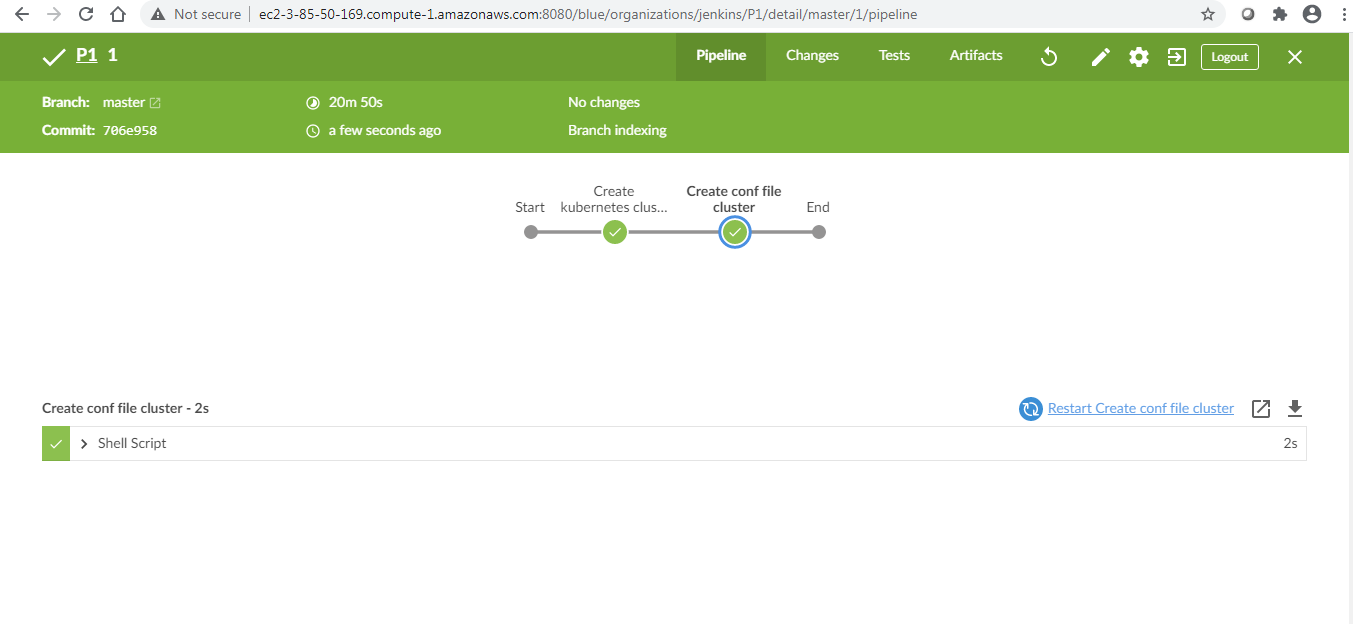 Not secure ec2-3-85-50-169.compute-1.amazonaws.com:8080/blue/organizations/jenkins/P1/detail/master/1/pipeline
P1 1 Pipeline Changes Tests Artifacts Logout
Branch: master 20m 50s No changes
Commit: 706e958 a few seconds ago Branch indexing
Create Create conf file
Start kubernetes clus... cluster End
Create conf file cluster - 2s Restart Create conf file cluster
Shell Script 2s